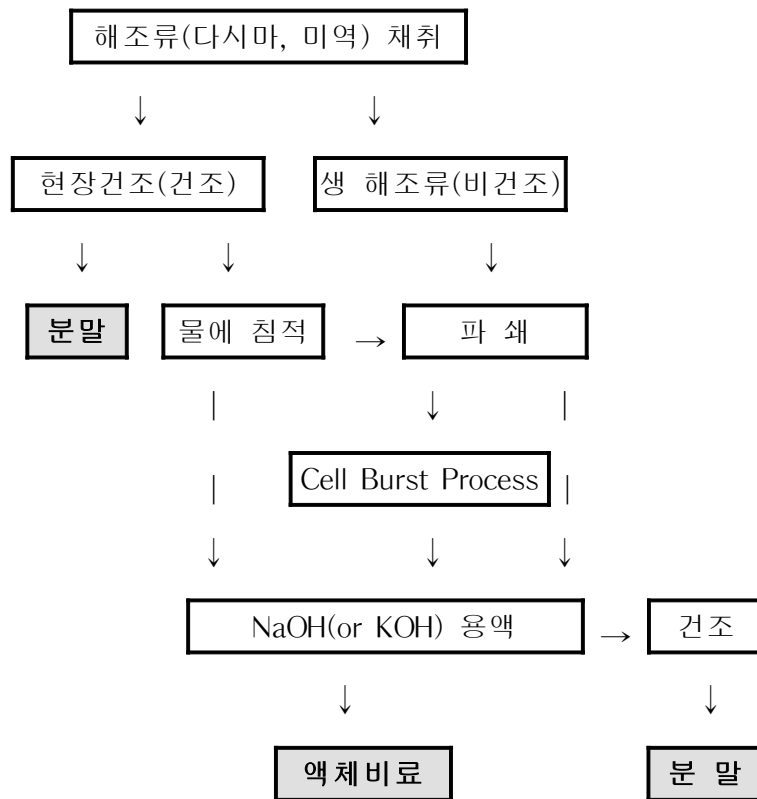 해조류(다시마, 미역) 채취
↓ ↓
현장건조(건조) 생 해조류(비건조)
↓ ↓ ↓
분말 물에 침적 → 파 쇄
| ↓ |
| Cell Burst Process |
↓ ↓ ↓
NaOH(or KOH) 용액 → 건조
↓ ↓
액체비료 분 말